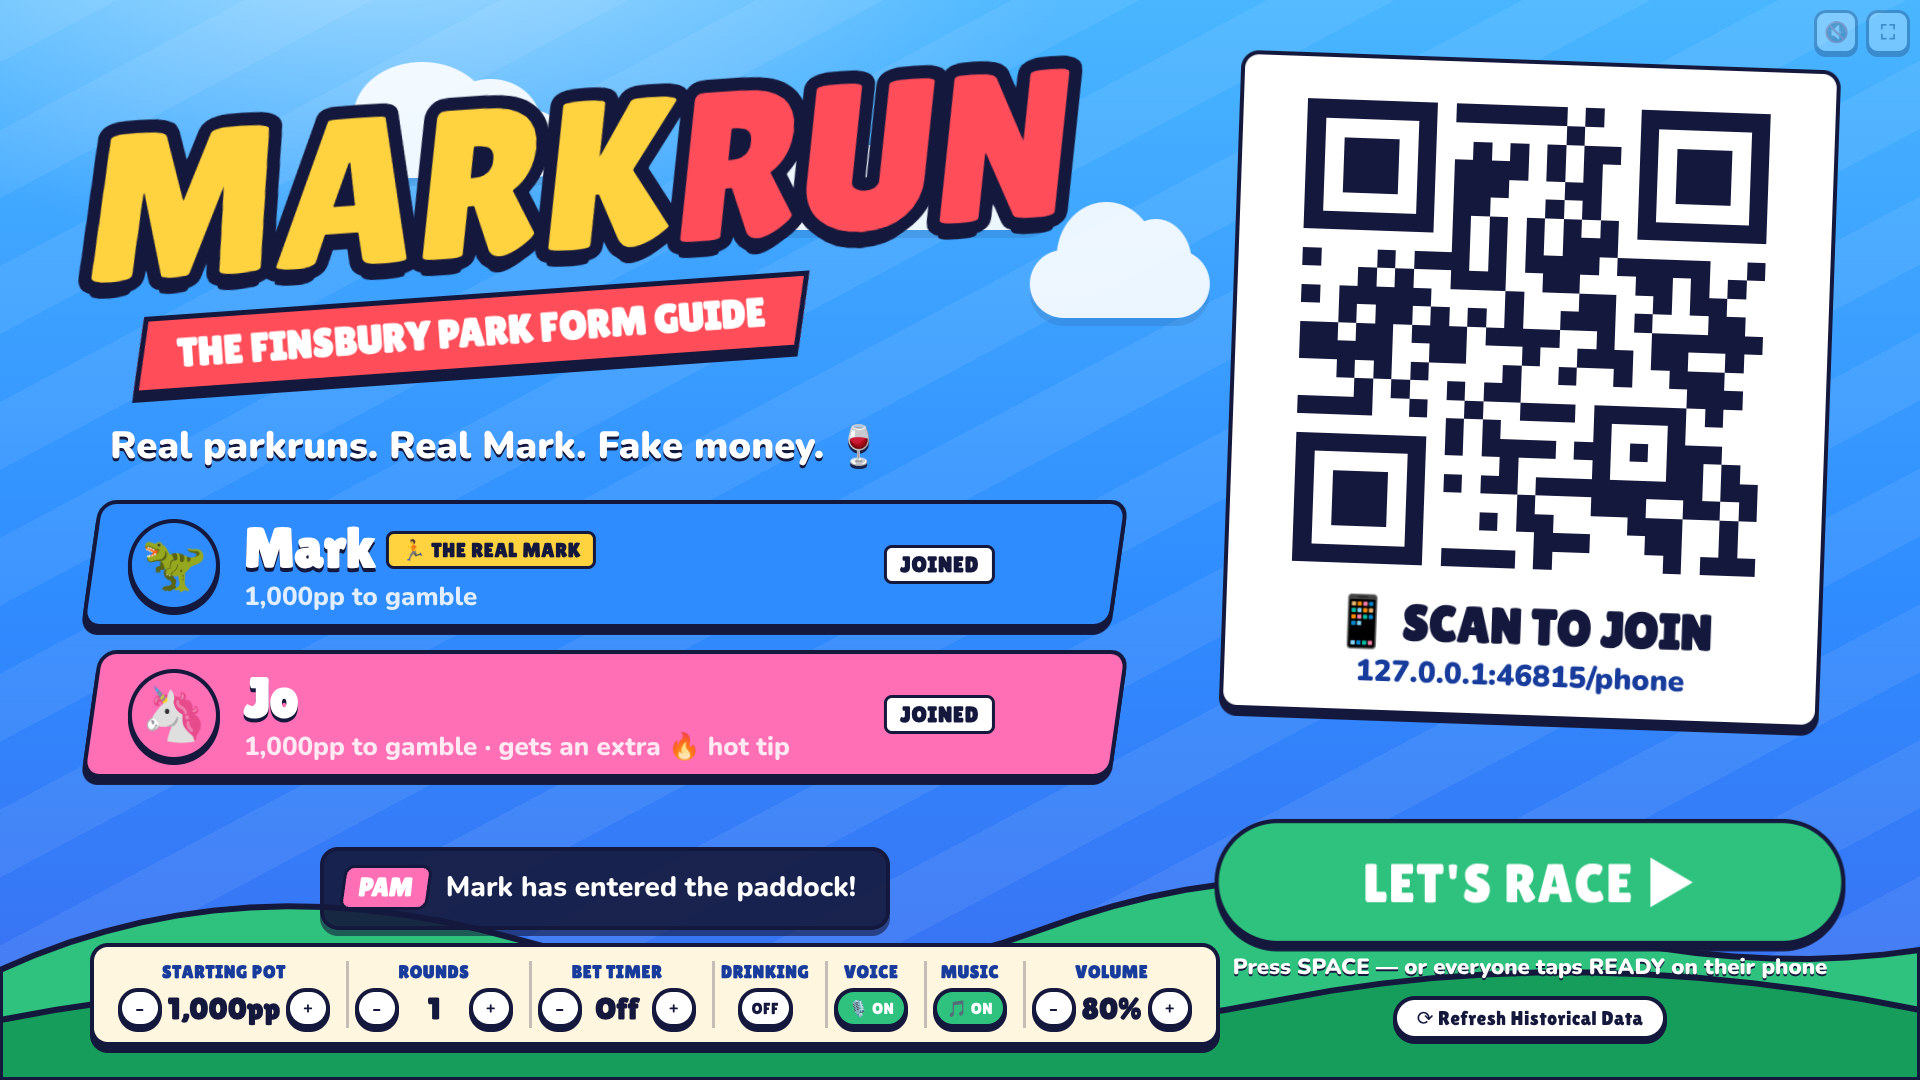 MARKRUN
THE FINSBURY PARK FORM GUIDE
Real parkruns. Real Mark. Fake money. 🍷
Mark 🏃 THE REAL MARK
1,000pp to gamble
JOINED
Jo
1,000pp to gamble · gets an extra 🔥 hot tip
JOINED
📱 SCAN TO JOIN
127.0.0.1:46815/phone
PAM Mark has entered the paddock!
LET'S RACE ▶
Press SPACE — or everyone taps READY on their phone
⟳ Refresh Historical Data
STARTING POT
– 1,000pp +
ROUNDS
– 1 +
BET TIMER
– Off +
DRINKING
OFF
VOICE
🎙️ ON
MUSIC
🎵 ON
VOLUME
– 80% +